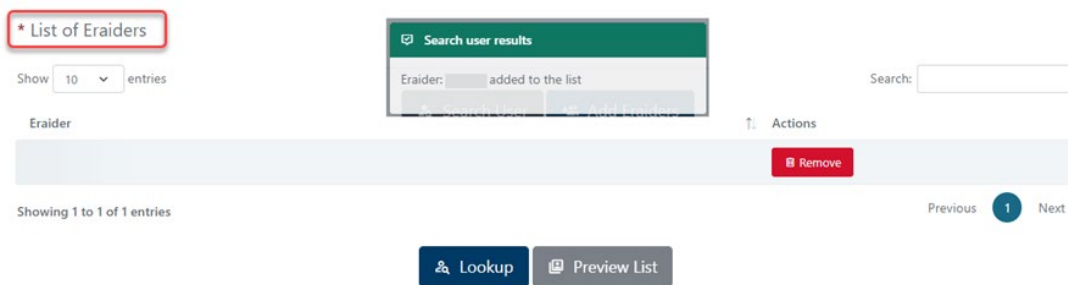 * List of Eraiders
Search user results
Show 10 entries
Eraider: added to the list
Search:
Search User Add Eraiders
Eraider Actions
Remove
Showing 1 to 1 of 1 entries
Previous 1 Next
Lookup Preview List